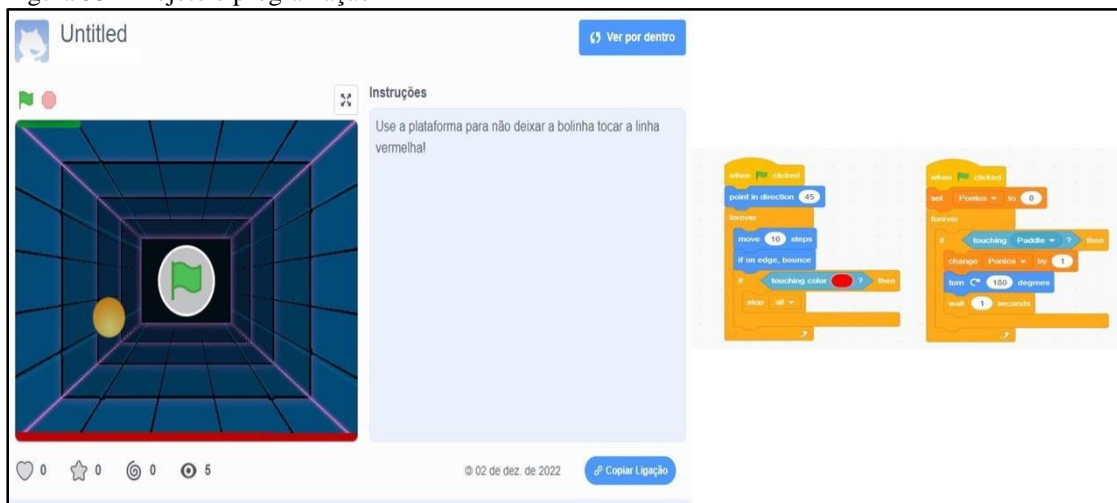 Untitled
Ver por dentro
Instruções
Use a plataforma para não deixar a bolinha tocar a linha
vermelha!
0
0
0
5
© 02 de dez. de 2022
Copiar Ligação
when clicked
point in direction 45
forever
move 10 steps
if on edge, bounce
if touching color ? then
stop all
when clicked
set Pontos to 0
forever
if touching Paddle ? then
change Pontos by 1
turn 180 degrees
wait 1 seconds